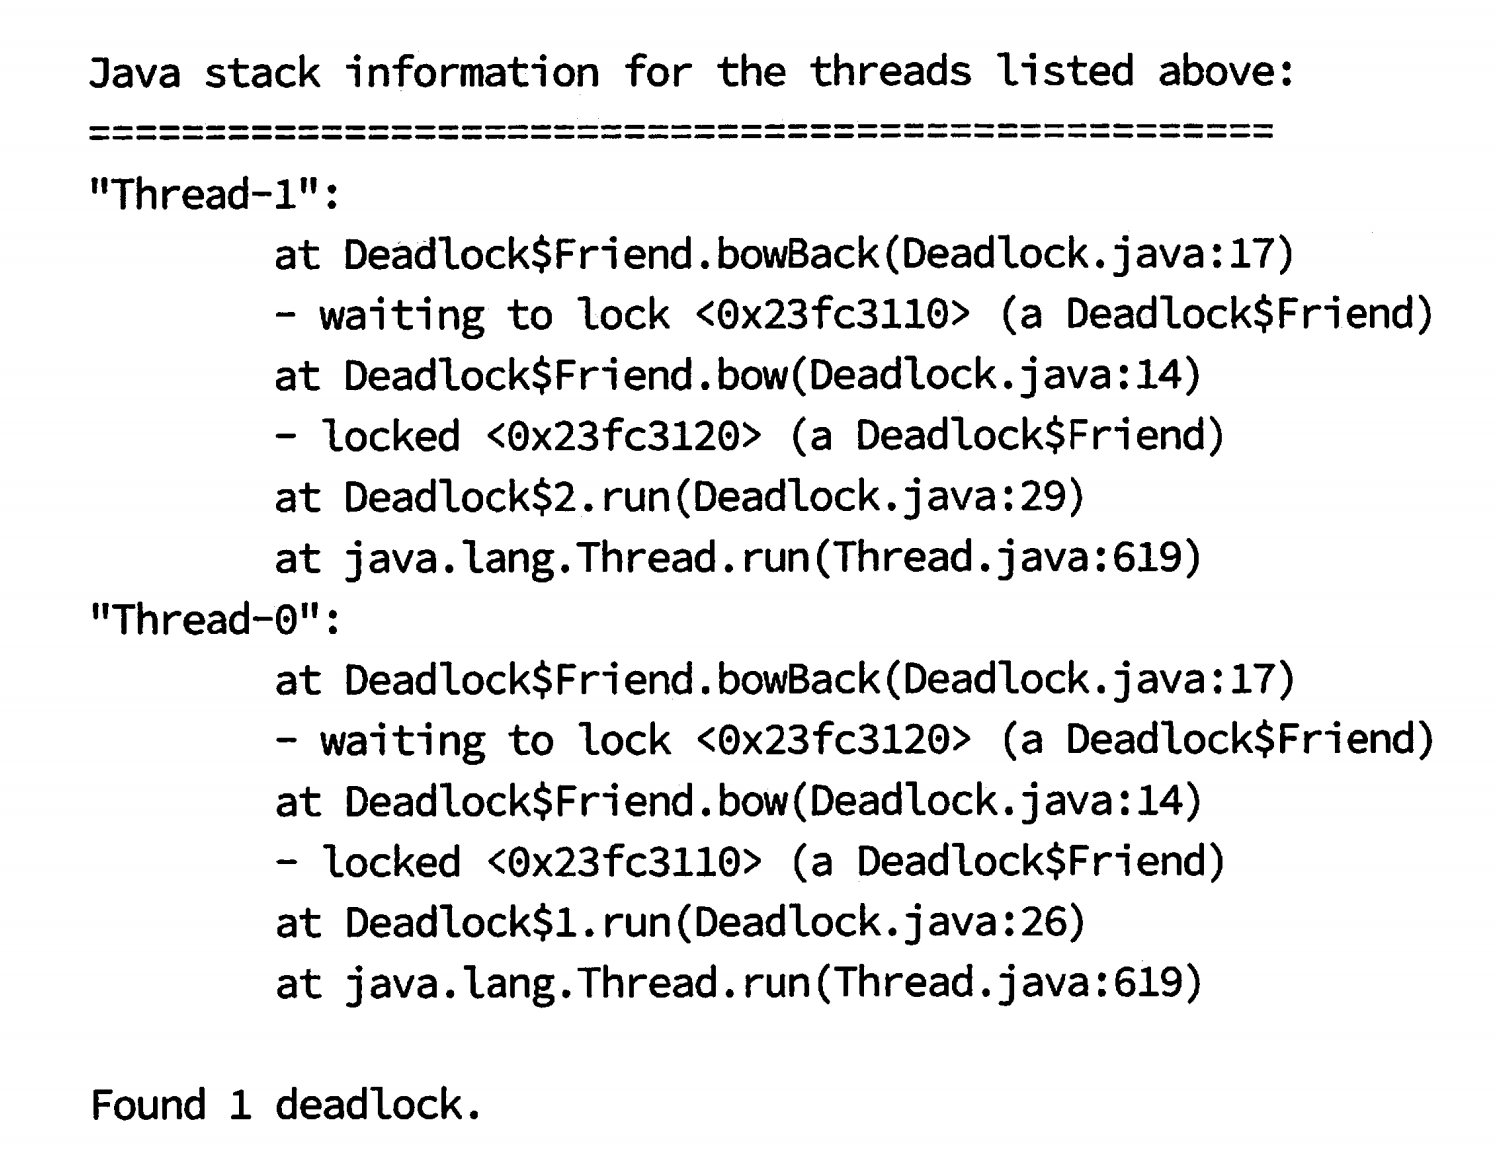 Java stack information for the threads listed above:
===================================================
"Thread-1":
        at Deadlock$Friend.bowBack(Deadlock.java:17)
        - waiting to lock <0x23fc3110> (a Deadlock$Friend)
        at Deadlock$Friend.bow(Deadlock.java:14)
        - locked <0x23fc3120> (a Deadlock$Friend)
        at Deadlock$2.run(Deadlock.java:29)
        at java.lang.Thread.run(Thread.java:619)
"Thread-0":
        at Deadlock$Friend.bowBack(Deadlock.java:17)
        - waiting to lock <0x23fc3120> (a Deadlock$Friend)
        at Deadlock$Friend.bow(Deadlock.java:14)
        - locked <0x23fc3110> (a Deadlock$Friend)
        at Deadlock$1.run(Deadlock.java:26)
        at java.lang.Thread.run(Thread.java:619)

Found 1 deadlock.